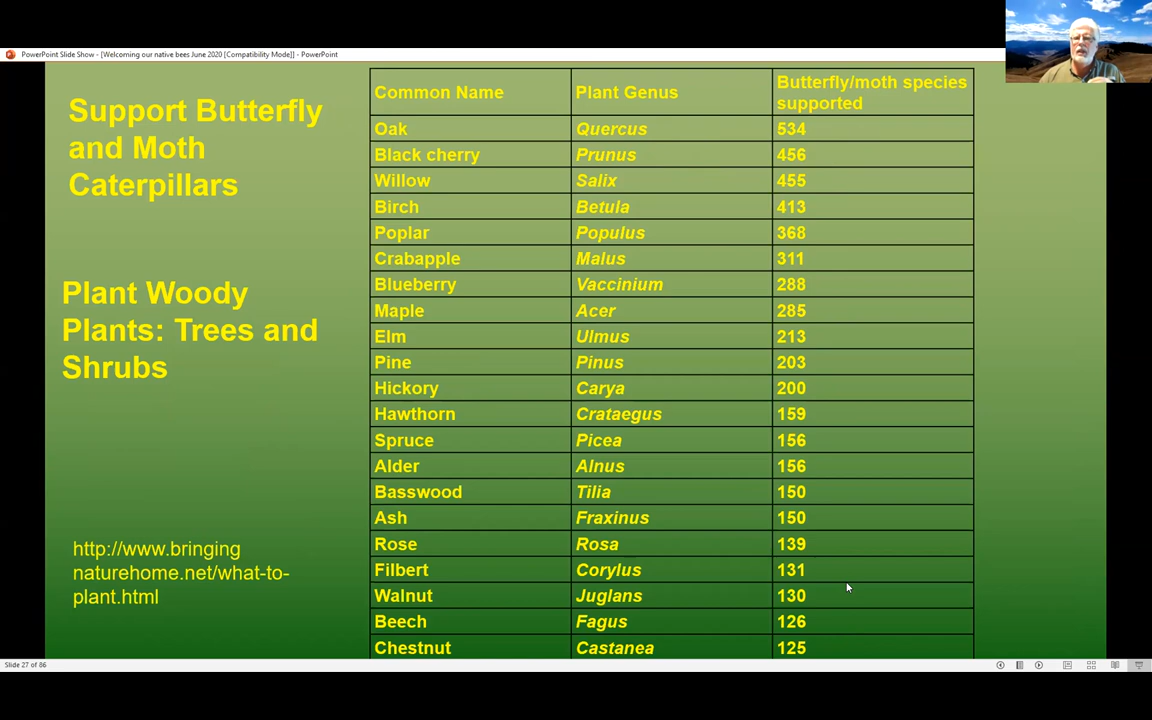 PowerPoint Slide Show - [Welcoming our native bees June 2020 [Compatibility Mode]] - PowerPoint
Support Butterfly
and Moth
Caterpillars
Plant Woody
Plants: Trees and
Shrubs
http://www.bringing
naturehome.net/what-to-
plant.html
Common Name Plant Genus Butterfly/moth species
supported
Oak Quercus 534
Black cherry Prunus 456
Willow Salix 455
Birch Betula 413
Poplar Populus 368
Crabapple Malus 311
Blueberry Vaccinium 288
Maple Acer 285
Elm Ulmus 213
Pine Pinus 203
Hickory Carya 200
Hawthorn Crataegus 159
Spruce Picea 156
Alder Alnus 156
Basswood Tilia 150
Ash Fraxinus 150
Rose Rosa 139
Filbert Corylus 131
Walnut Juglans 130
Beech Fagus 126
Chestnut Castanea 125
Slide 27 of 86